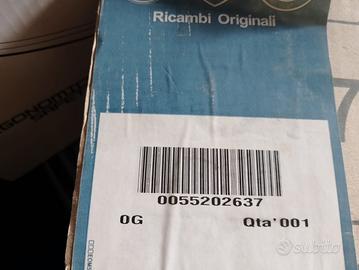 Ricambi Originali
0055202637
0G
Qta'001
subito